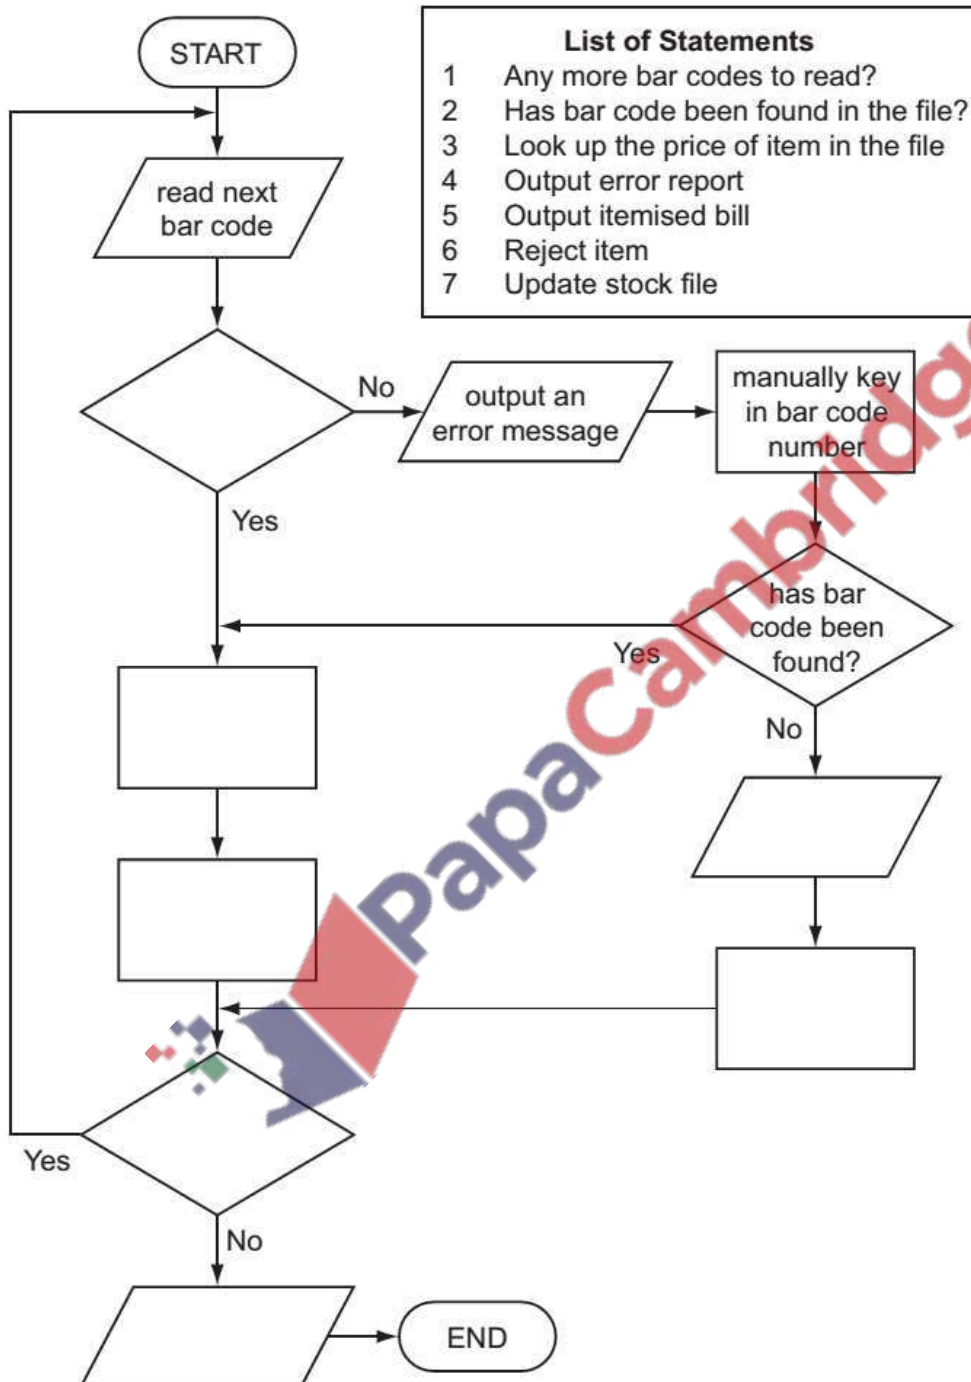 START
List of Statements
1 Any more bar codes to read?
2 Has bar code been found in the file?
3 Look up the price of item in the file
4 Output error report
5 Output itemised bill
6 Reject item
7 Update stock file
read next
bar code
No
output an
error message
manually key
in bar code
number
Yes
has bar
code been
found?
Yes
No
Yes
No
END
PapaCambridge